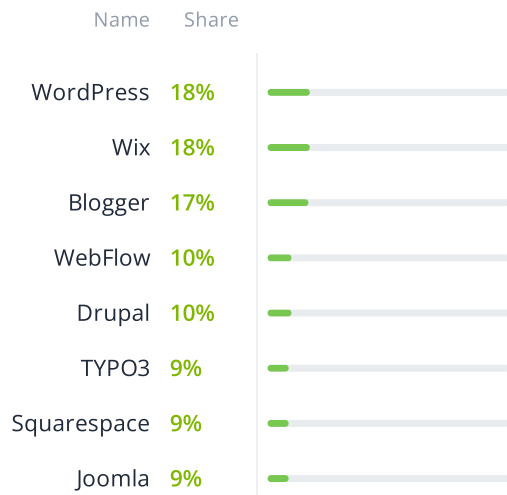 Name Share
WordPress 18%
Wix 18%
Blogger 17%
WebFlow 10%
Drupal 10%
TYPO3 9%
Squarespace 9%
Joomla 9%